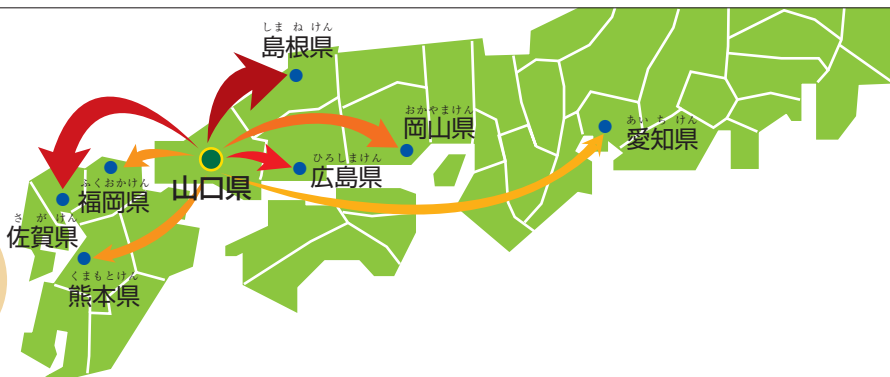 しまねけん
島根県
おかやまけん
岡山県
あいちけん
愛知県
ひろしまけん
広島県
山口県
ふくおかけん
福岡県
さがけん
佐賀県
くまもとけん
熊本県